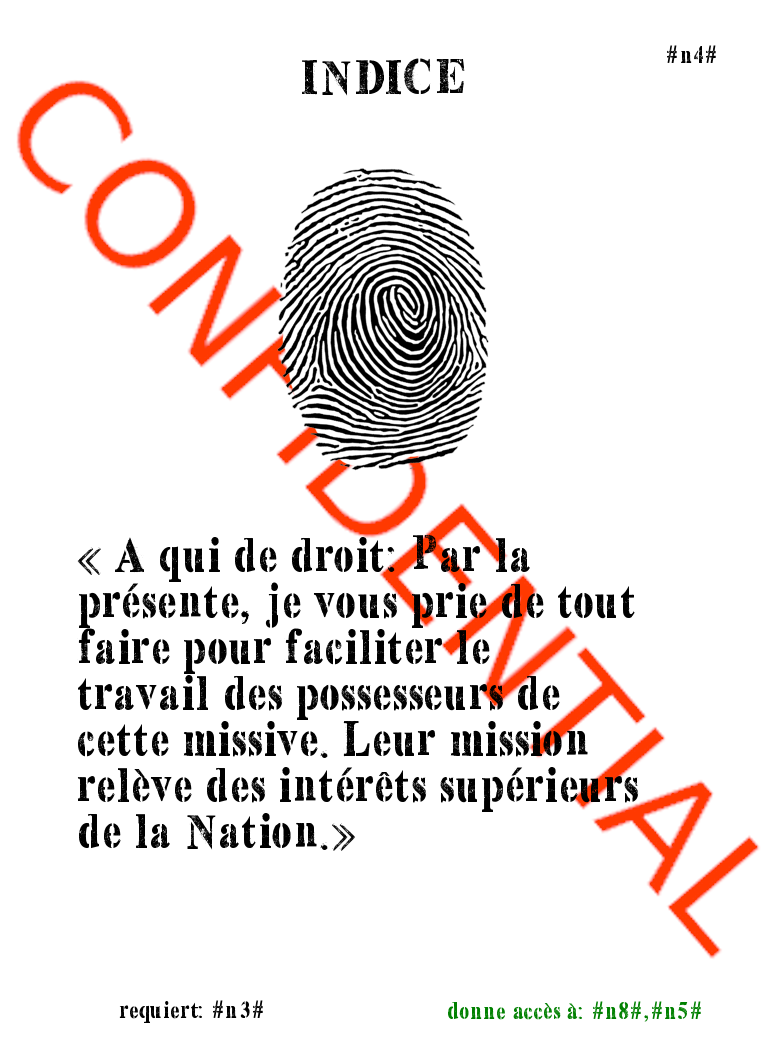 #n4#
INDICE
CONFIDENTIAL
« A qui de droit: Par la
présente, je vous prie de tout
faire pour faciliter le
travail des possesseurs de
cette missive. Leur mission
relève des intérêts supérieurs
de la Nation.»
requiert: #n3#
donne accès à: #n8#,#n5#